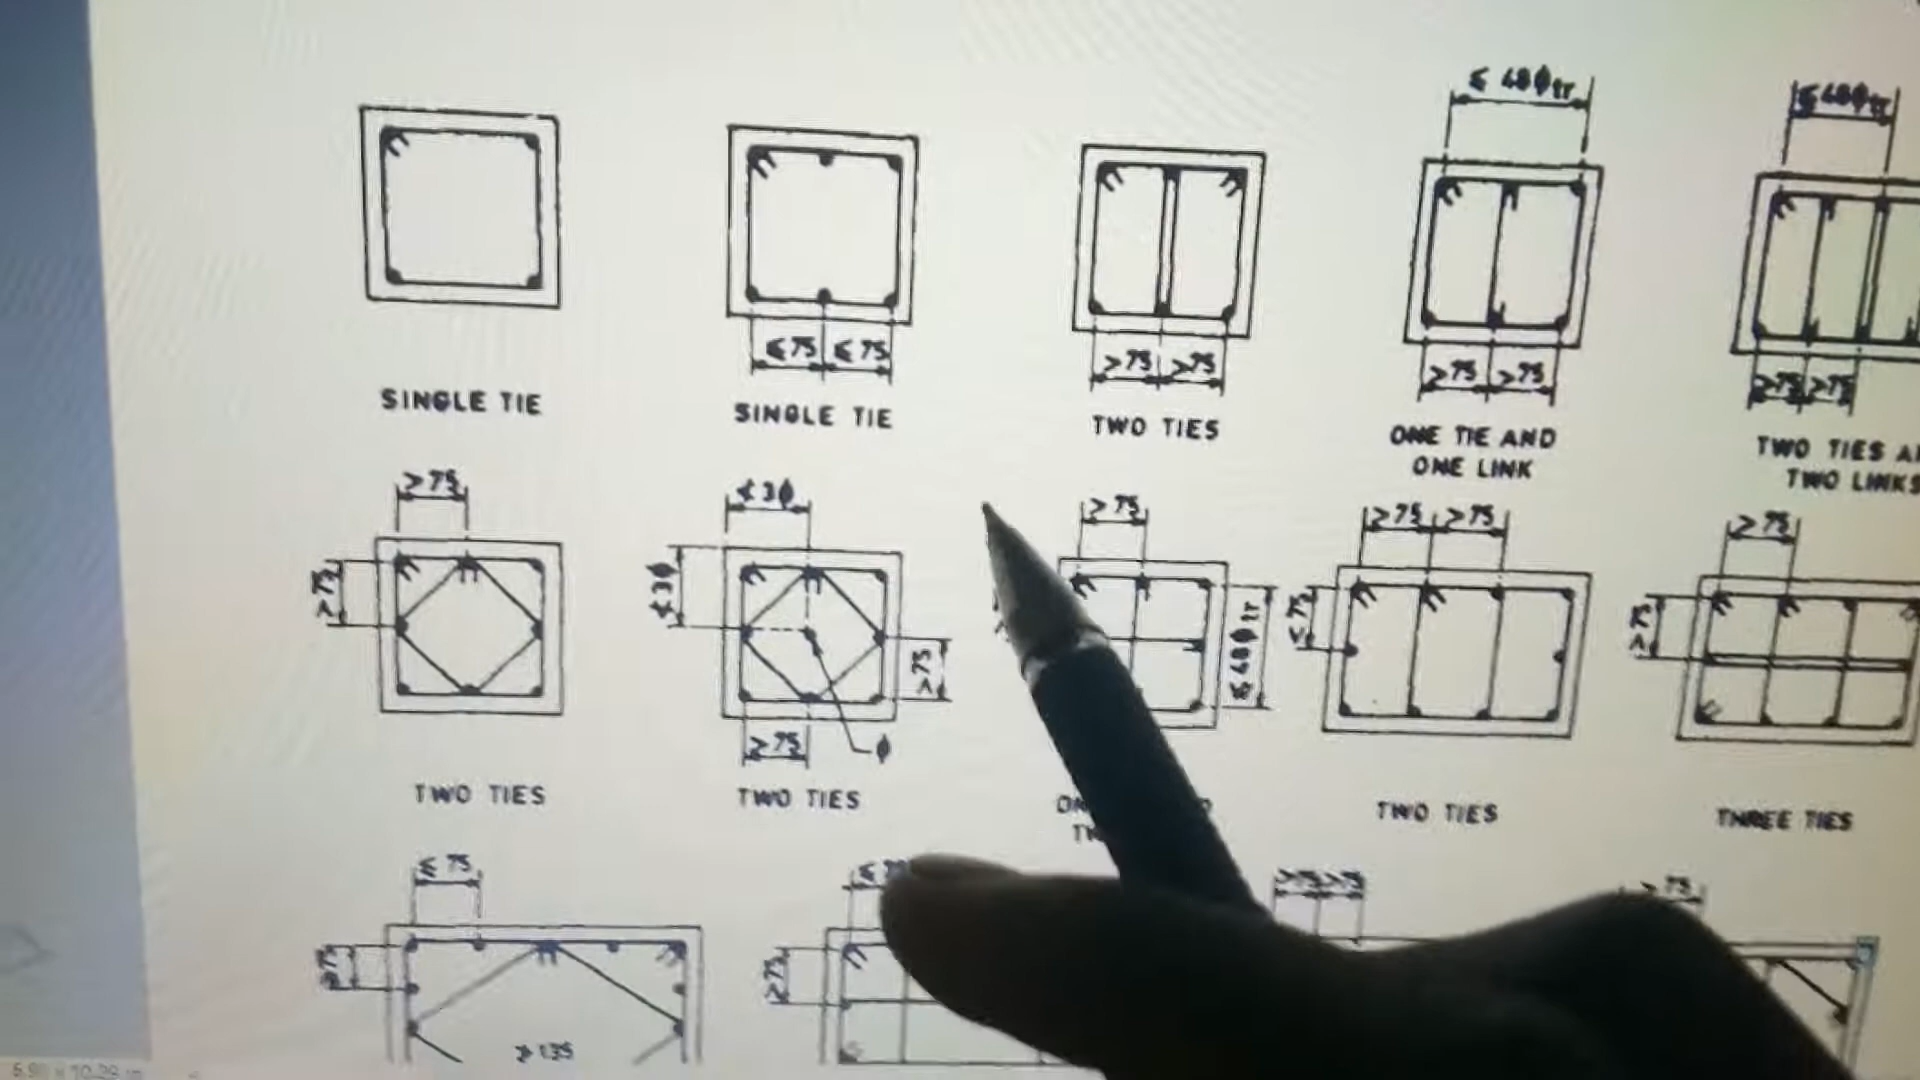 ≤ 48ϕtr
≤48ϕtr
≤75 ≤75
>75 >75
>75 >75
>75 >75
SINGLE TIE
SINGLE TIE
TWO TIES
ONE TIE AND
ONE LINK
TWO TIES
TWO LINKS
>75
≮3ϕ
>75
>75 >75
>75
>75
≮3ϕ
>75
≤48ϕtr
≤75
>75
>75
ϕ
TWO TIES
TWO TIES
TWO TIES
THREE TIES
≤ 75
>75 >75
> 75
>75